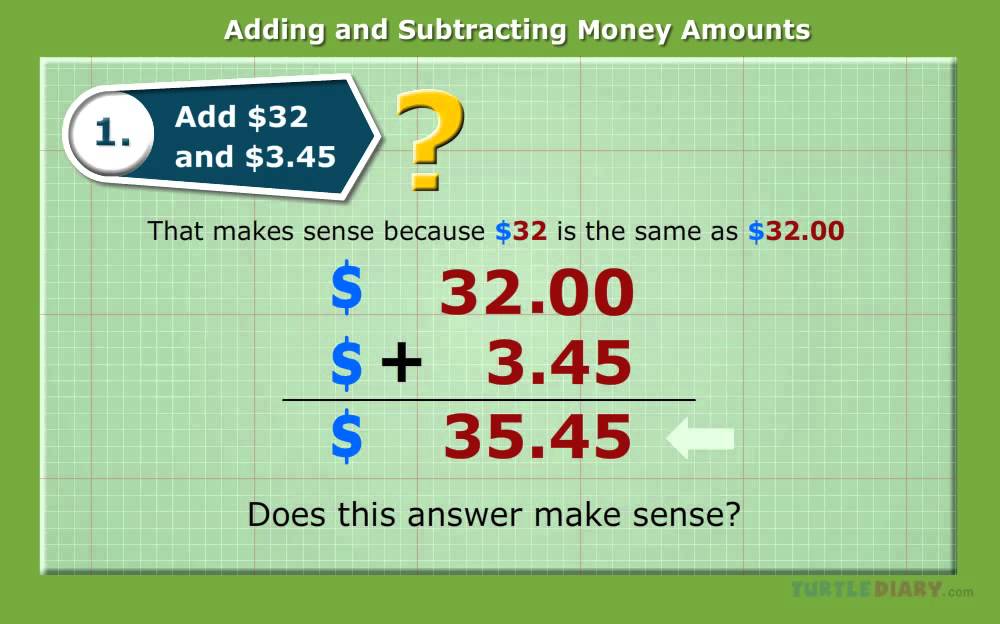 Adding and Subtracting Money Amounts
1. Add $32
and $3.45
?
That makes sense because $32 is the same as $32.00
$ 32.00
$ + 3.45
$ 35.45
Does this answer make sense?
TURTLEDIARY.com